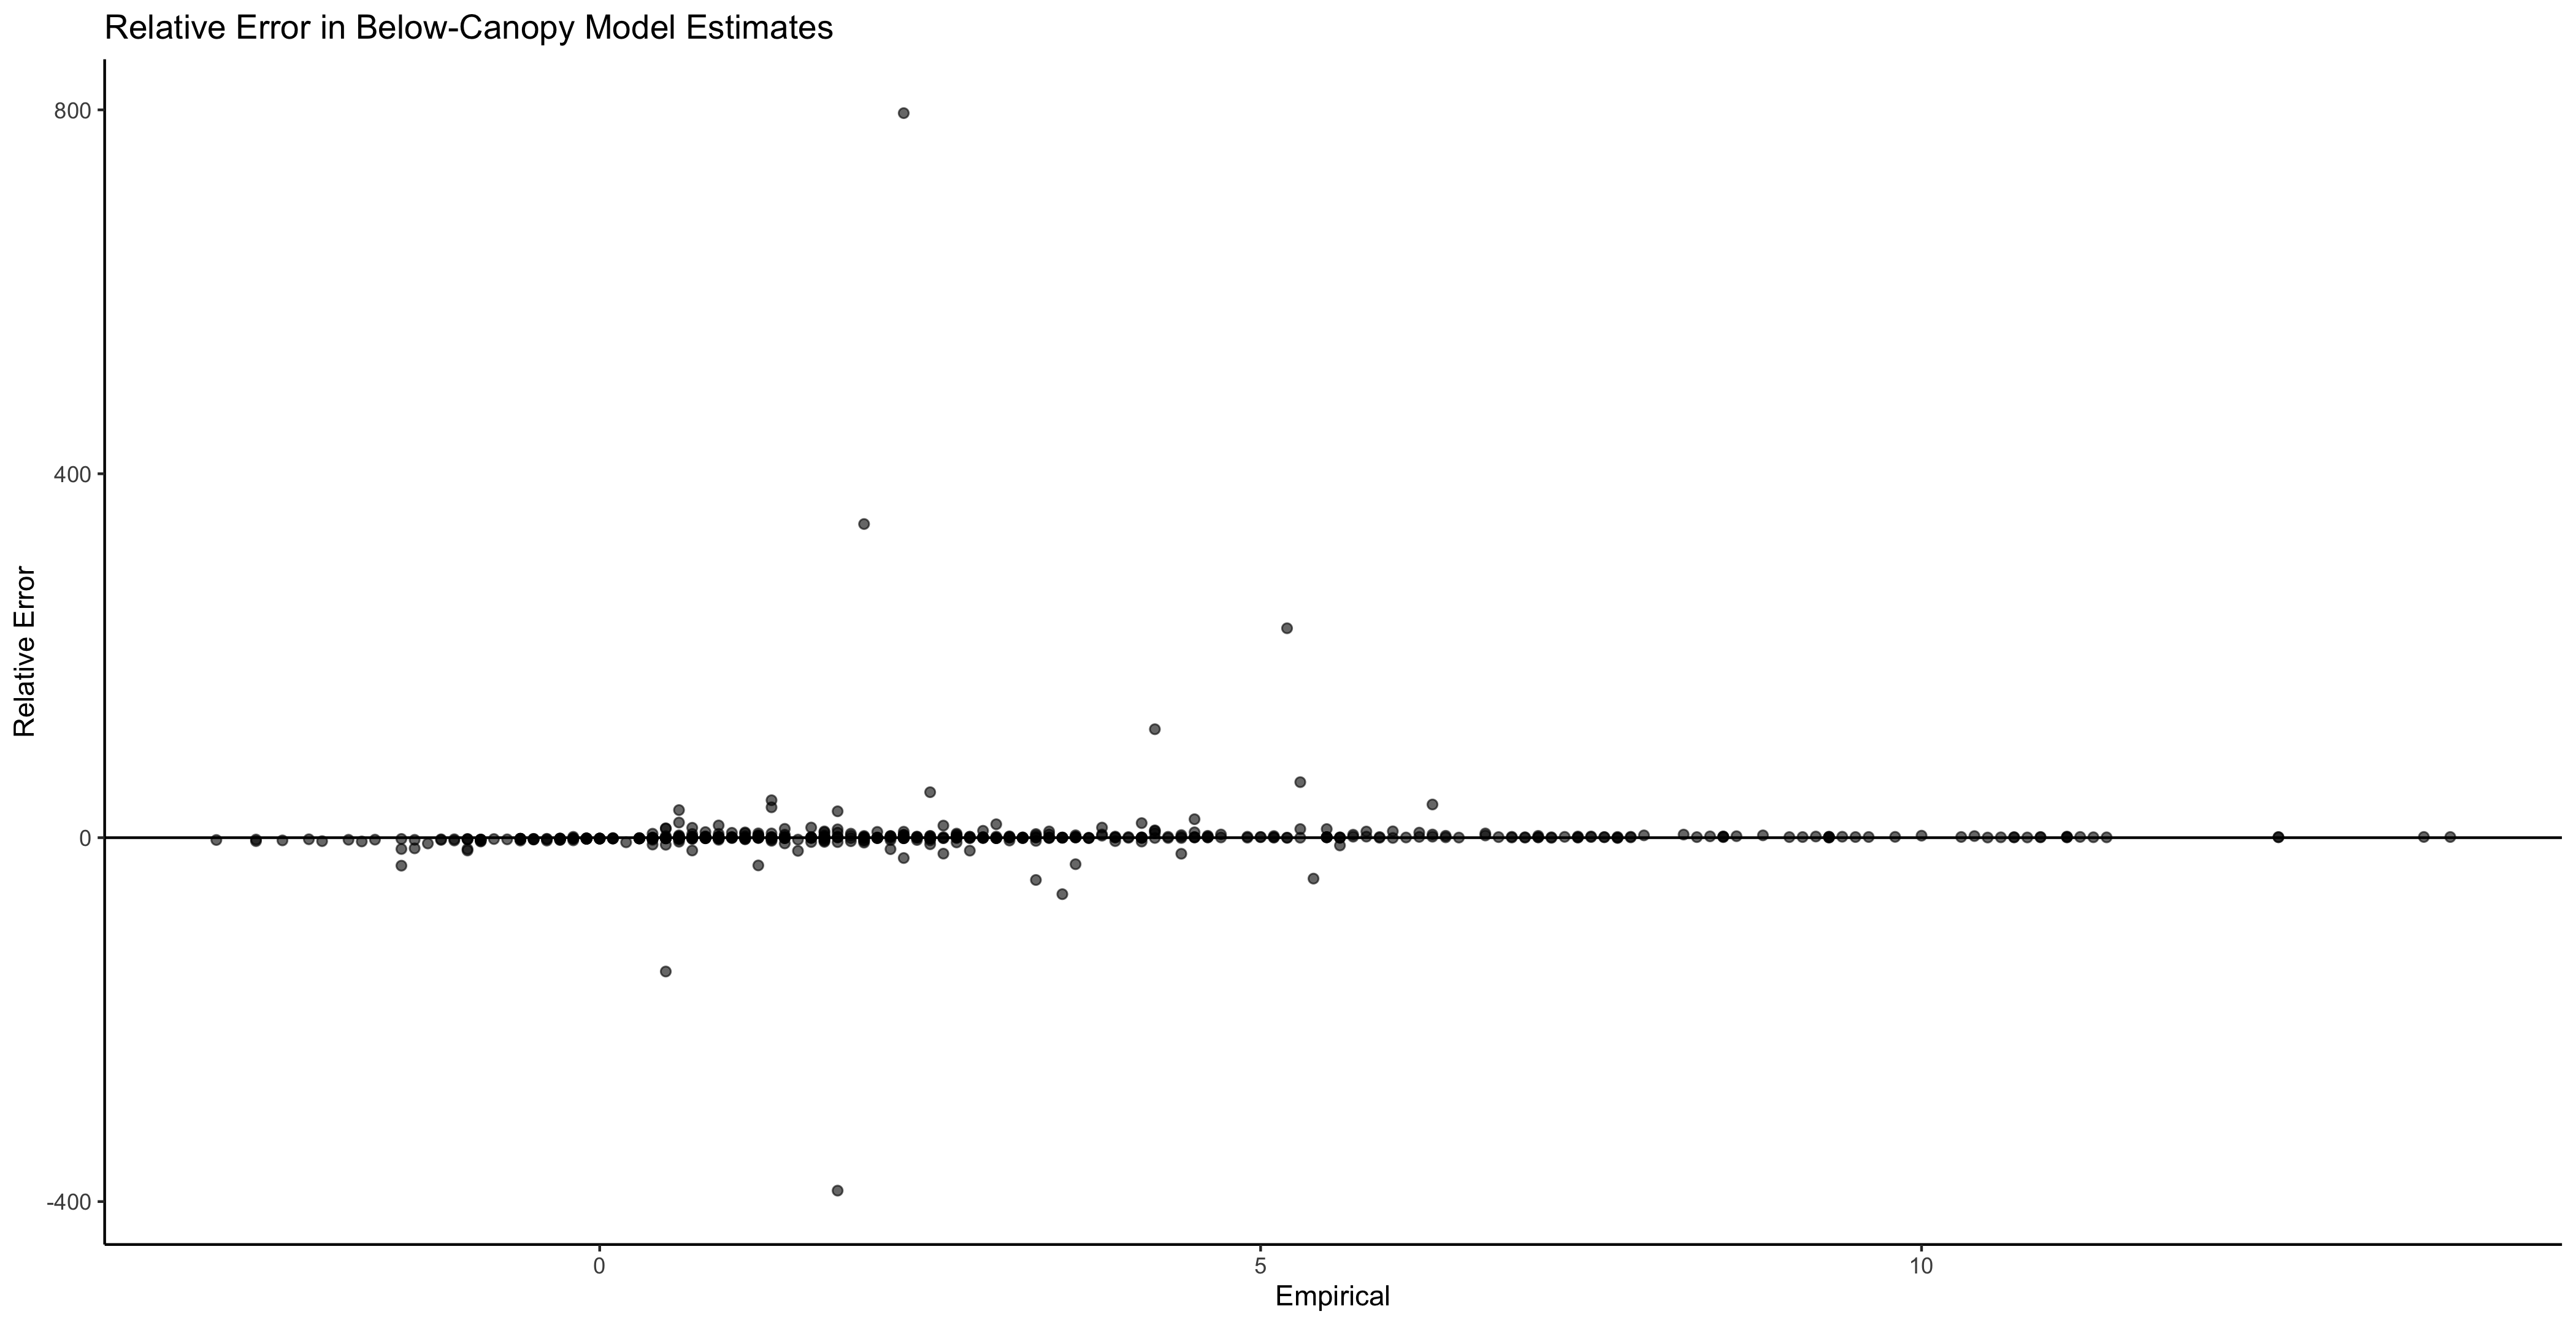 Relative Error in Below-Canopy Model Estimates
800
400
0
-400
Relative Error
0
5
10
Empirical